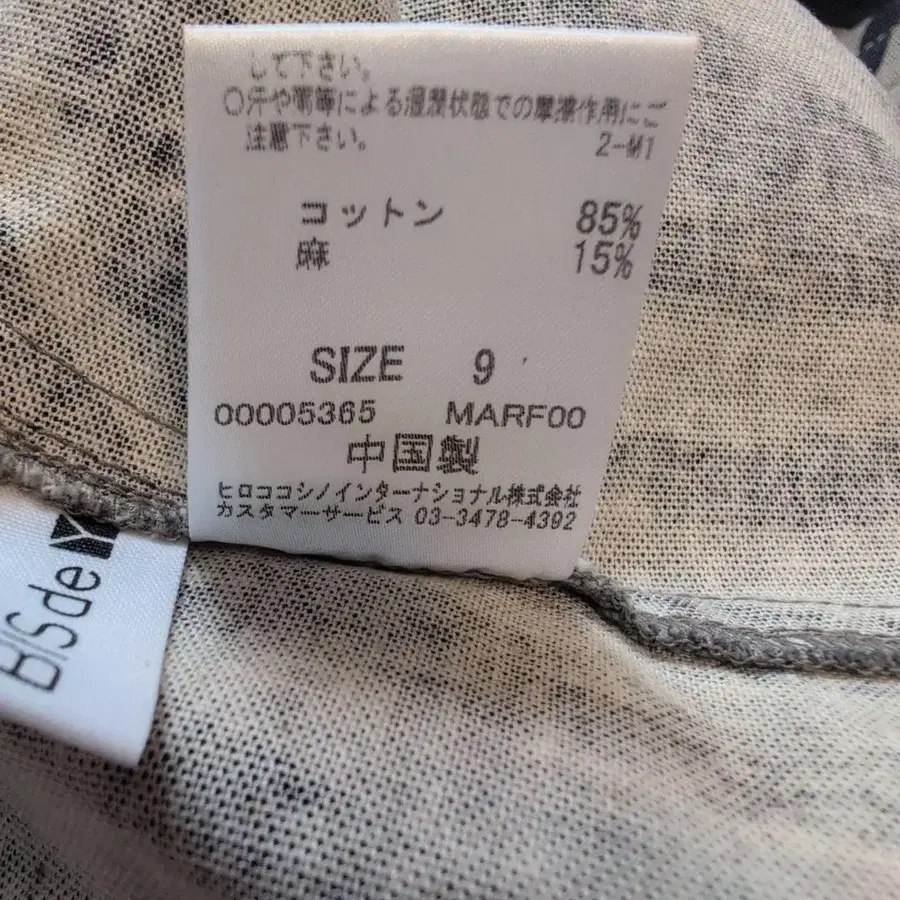 して下さい。
○汗や雨等による湿潤状態での摩擦作用にご
注意下さい。
2-M1
コットン 85%
麻 15%
SIZE 9
00005365 MARF00
中国製
ヒロココシノインターナショナル株式会社
カスタマーサービス 03-3478-4392
BISdeY